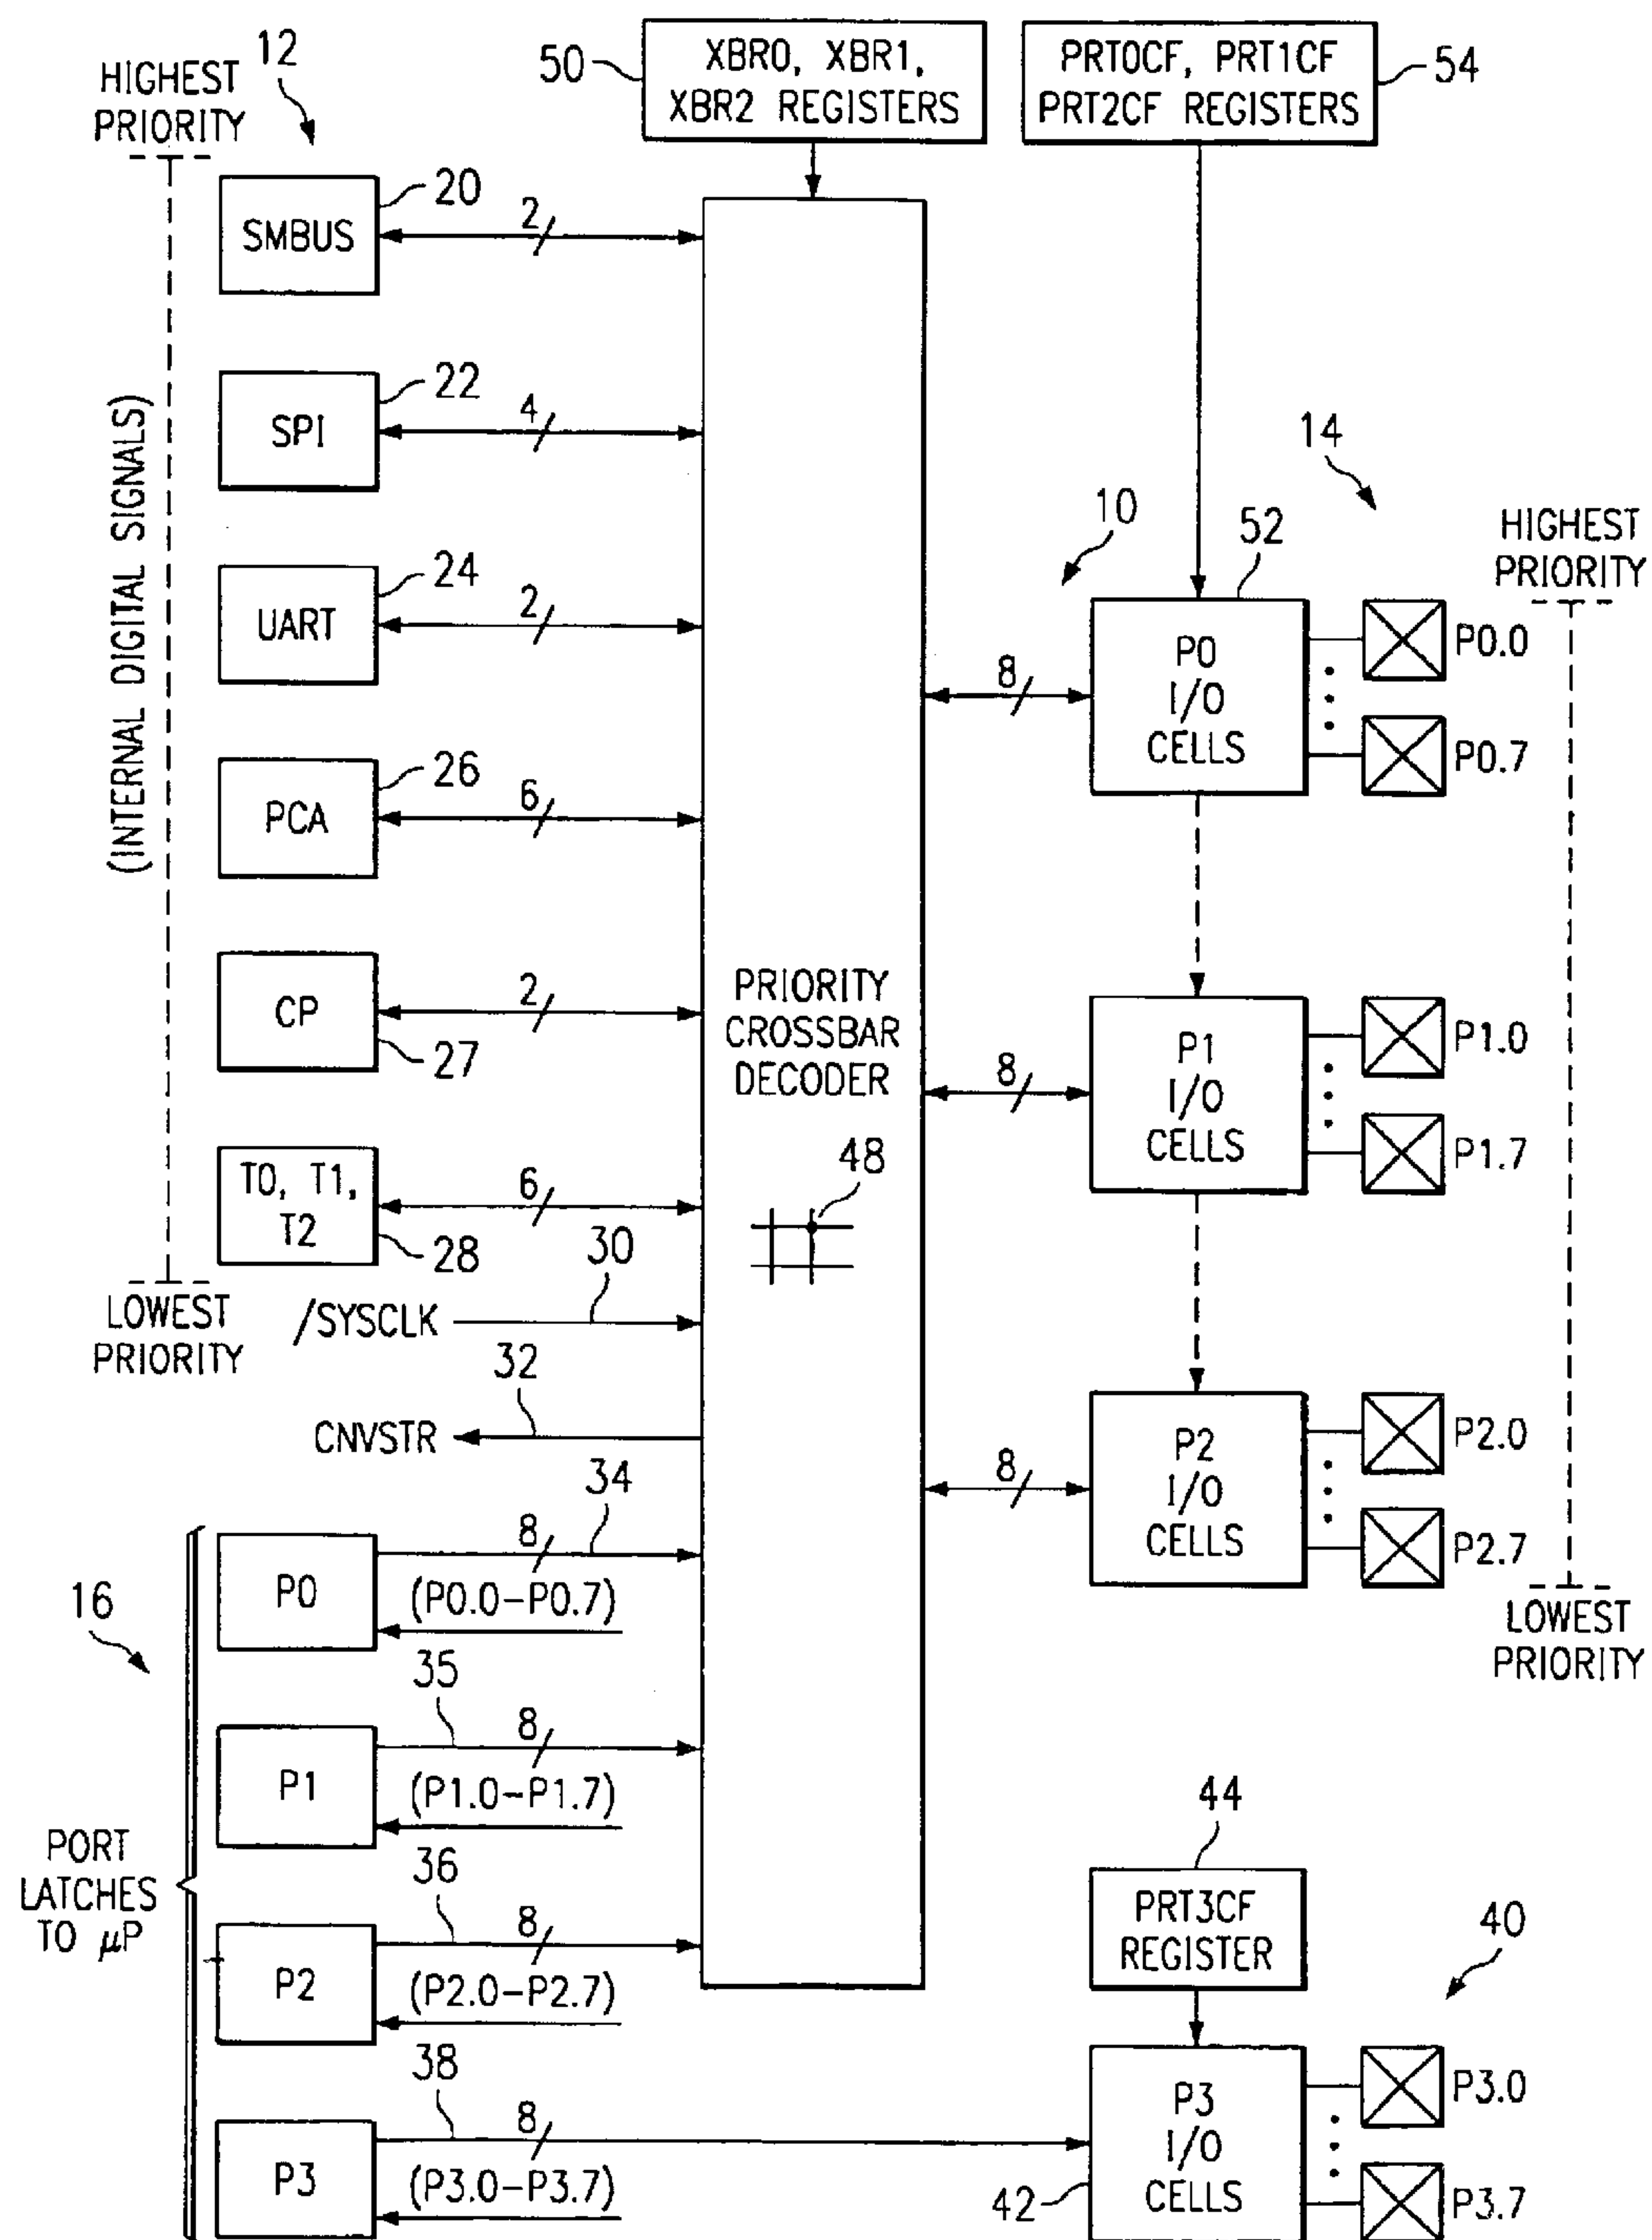 12
HIGHEST
PRIORITY
50
XBR0, XBR1,
XBR2 REGISTERS
PRT0CF, PRT1CF
PRT2CF REGISTERS
54
(INTERNAL DIGITAL SIGNALS)
SMBUS
20
2
SPI
22
4
UART
24
2
PCA
26
6
CP
27
2
T0, T1,
T2
28
6
LOWEST
PRIORITY
/SYSCLK
30
CNVSTR
32
PRIORITY
CROSSBAR
DECODER
48
10
14
52
HIGHEST
PRIORITY
8
P0
I/O
CELLS
P0.0
P0.7
8
P1
I/O
CELLS
P1.0
P1.7
8
P2
I/O
CELLS
P2.0
P2.7
LOWEST
PRIORITY
16
PORT
LATCHES
TO μP
P0
8
34
(P0.0-P0.7)
P1
35
8
(P1.0-P1.7)
P2
36
8
(P2.0-P2.7)
P3
38
8
(P3.0-P3.7)
44
PRT3CF
REGISTER
40
42
P3
I/O
CELLS
P3.0
P3.7